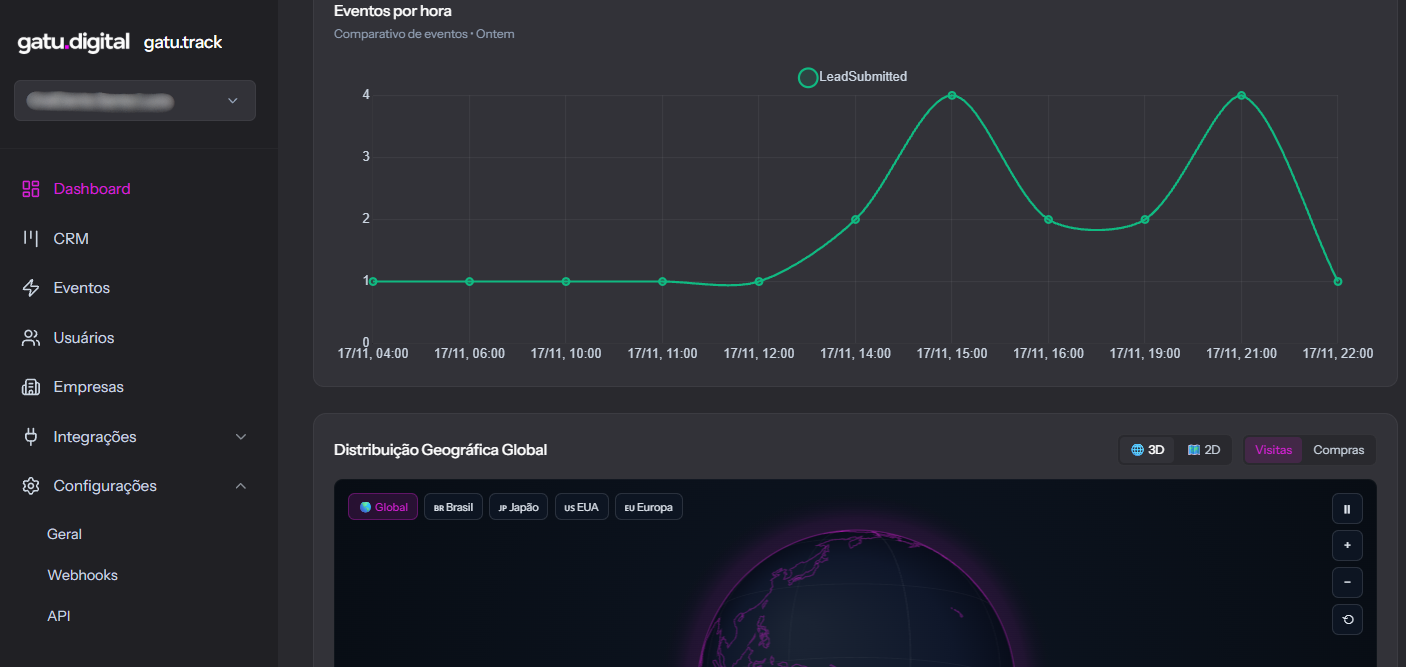 gatu.digital gatu.track
Dashboard
CRM
Eventos
Usuários
Empresas
Integrações
Configurações
Geral
Webhooks
API
Eventos por hora
Comparativo de eventos • Ontem
LeadSubmitted
4
3
2
1
0
17/11, 04:00 17/11, 06:00 17/11, 10:00 17/11, 11:00 17/11, 12:00 17/11, 14:00 17/11, 15:00 17/11, 16:00 17/11, 19:00 17/11, 21:00 17/11, 22:00
Distribuição Geográfica Global
3D 2D Visitas Compras
Global BR Brasil JP Japão US EUA EU Europa
+
−